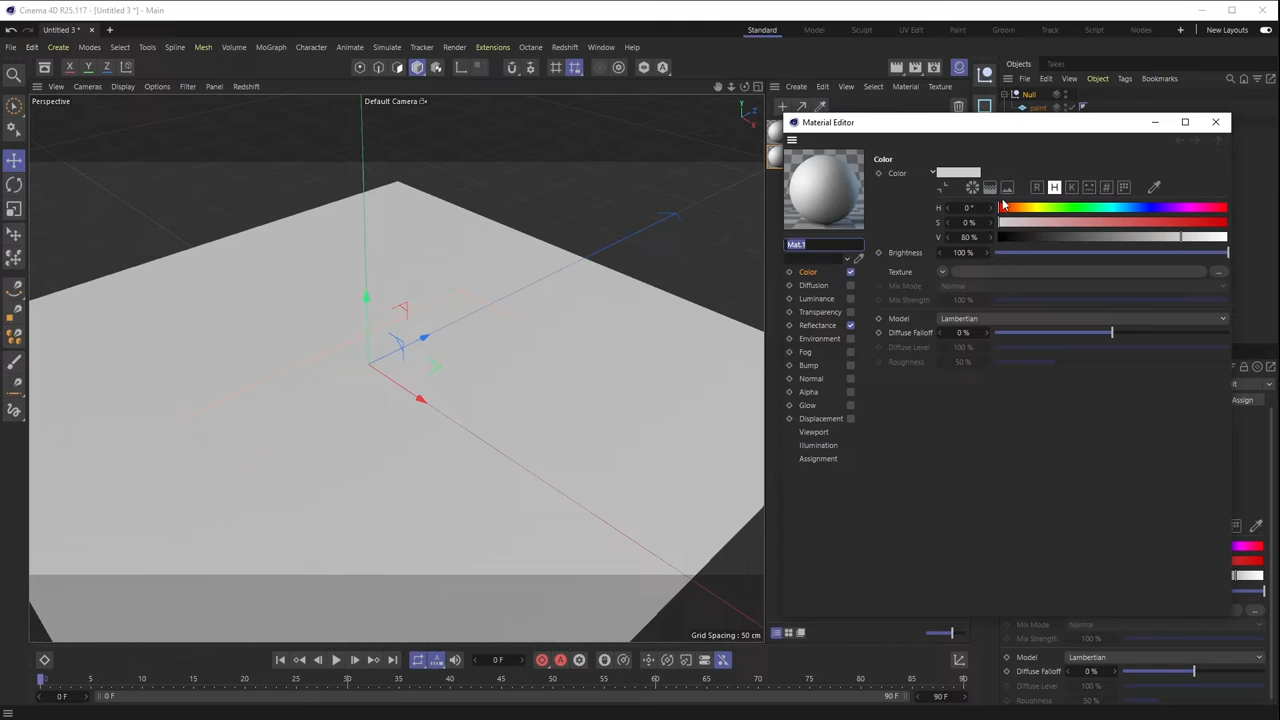 Cinema 4D R25.117 - [Untitled 3 *] - Main
Untitled 3 *
Standard Model Sculpt UV Edit Paint Groom Track Script Nodes New Layouts
File Edit Create Modes Select Tools Spline Mesh Volume MoGraph Character Animate Simulate Tracker Render Extensions Octane Redshift Window Help
X Y Z
Objects Takes
View Cameras Display Options Filter Panel Redshift
Create Edit View Select Material Texture
File Edit View Object Tags Bookmarks
Perspective
Default Camera
Y
Z
X
Null
paint
Material Editor
Color
Color
R H K #
H 0 °
S 0 %
V 80 %
Mat.1
Brightness 100 %
Color
Texture ...
Diffusion
Mix Mode Normal
Luminance
Mix Strength 100 %
Transparency
Reflectance
Model Lambertian
Environment
Diffuse Falloff 0 %
Fog
Diffuse Level 100 %
Bump
Roughness 50 %
Normal
Alpha
Glow
Displacement
Viewport
Illumination
Assignment
Assign
Grid Spacing : 50 cm
Mix Mode Normal
Mix Strength 100 %
Model Lambertian
Diffuse Falloff 0 %
Diffuse Level 100 %
Roughness 50 %
0 F
0 5 10 15 20 25 30 35 40 45 50 55 60 65 70 75 80 85 90
0 F 0 F 90 F 90 F